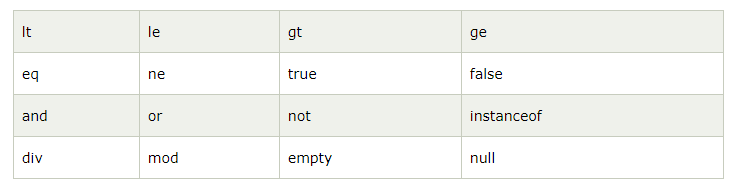 lt le gt ge
eq ne true false
and or not instanceof
div mod empty null